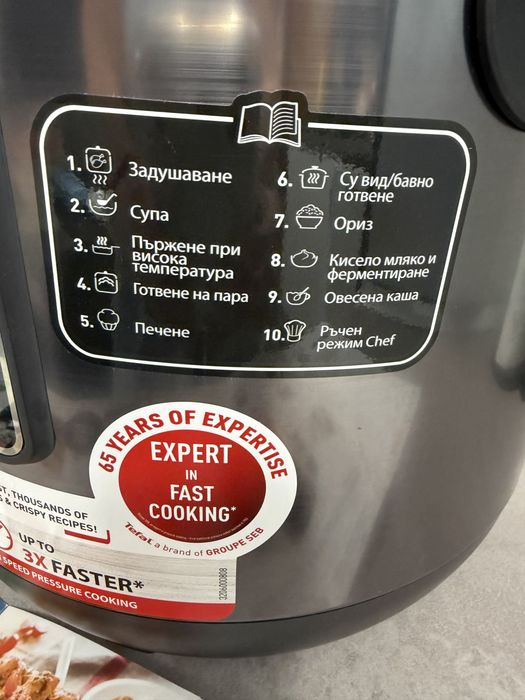 1. Задушаване
2. Супа
3. Пържене при
висока
температура
4. Готвене на пара
5. Печене
6. Су вид/бавно
готвене
7. Ориз
8. Кисело мляко и
ферментиране
9. Овесена каша
10. Ръчен
режим Chef
65 YEARS OF EXPERTISE
EXPERT
IN
FAST
COOKING*
Tefal a brand of GROUPE SEB
THOUSANDS OF
& CRISPY RECIPES!
UP TO
3X FASTER*
SPEED PRESSURE COOKING